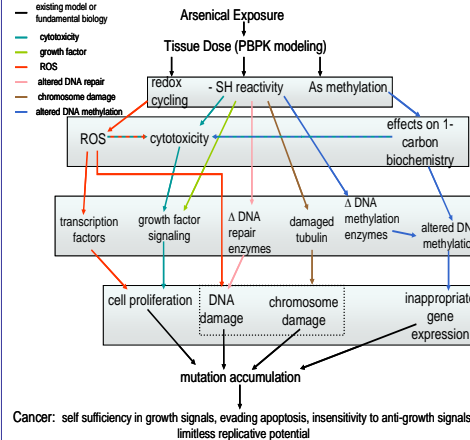 existing model or
fundamental biology
cytotoxicity
growth factor
ROS
altered DNA repair
chromosome damage
altered DNA methylation
Arsenical Exposure
Tissue Dose (PBPK modeling)
redox
cycling
- SH reactivity
As methylation
ROS
cytotoxicity
effects on 1-
carbon
biochemistry
transcription
factors
growth factor
signaling
Δ DNA
repair
enzymes
damaged
tubulin
Δ DNA
methylation
enzymes
altered DN
methylatio
cell proliferation
DNA
damage
chromosome
damage
inappropriate
gene
expression
mutation accumulation
Cancer: self sufficiency in growth signals, evading apoptosis, insensitivity to anti-growth signals
limitless replicative potential